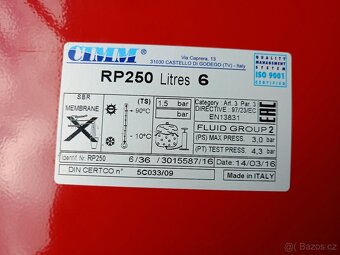 CIMM
Via Caprera, 13
31030 CASTELLO DI GODEGO (TV) - Italy
QUALITY
MANAGEMENT
SYSTEM
ISO 9001
CERTIFIED
RP250 Litres 6
SBR
MEMBRANE
(TS)
+ 90°C
- 10°C
1,5 bar
bar
Category : Art. 3 Par. 3
DIRECTIVE : 97/23/EC
EN13831
EAC
FLUID GROUP 2
(PS) MAX PRESS. 3,0 bar
(PT) TEST PRESS. 4,3 bar
Identif. Nr. RP250
6/36 / 3015587/16
DATE 14/03/16
DIN CERTCO n° 5C033/09
Made in ITALY